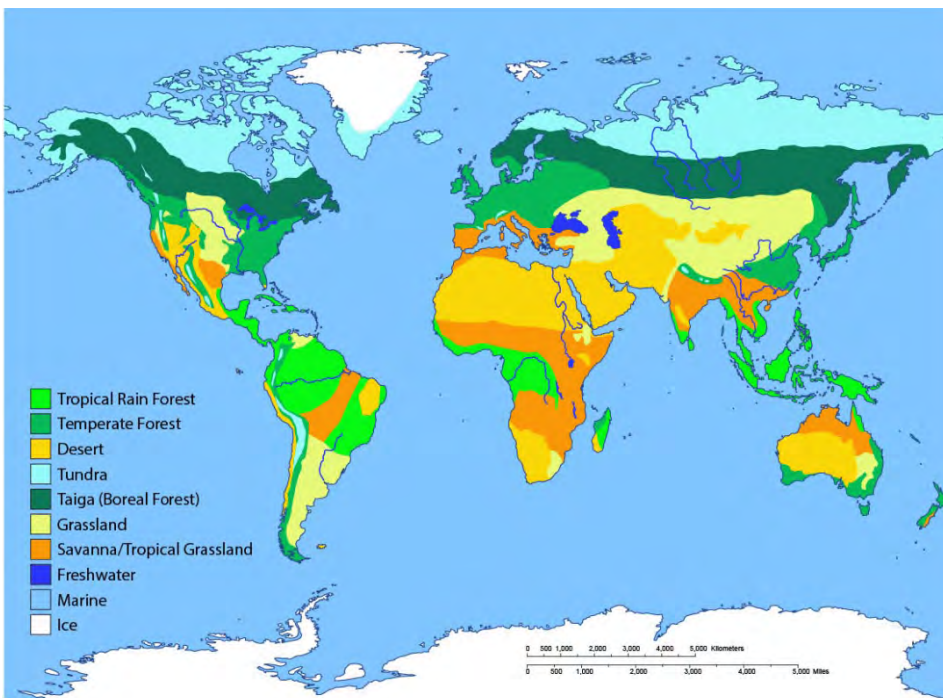 Tropical Rain Forest
Temperate Forest
Desert
Tundra
Taiga (Boreal Forest)
Grassland
Savanna/Tropical Grassland
Freshwater
Marine
Ice
0 500 1,000 2,000 3,000 4,000 5,000 Kilometers
0 500 1,000 2,000 3,000 4,000 5,000 Miles